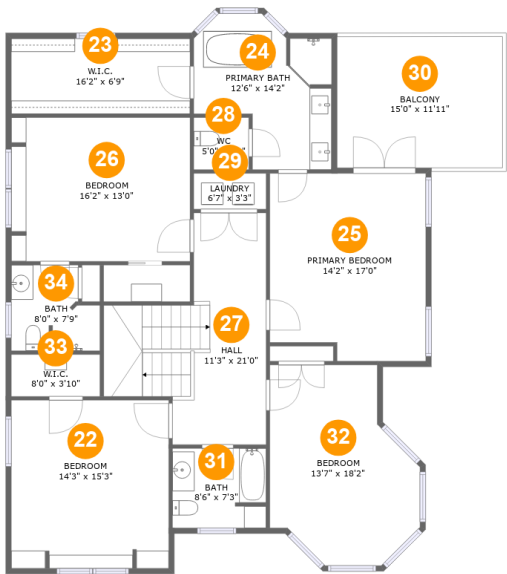 23
W.I.C.
16'2" x 6'9"
24
PRIMARY BATH
12'6" x 14'2"
30
BALCONY
15'0" x 11'11"
28
WC
5'0"
26
BEDROOM
16'2" x 13'0"
29
LAUNDRY
6'7" x 3'3"
25
PRIMARY BEDROOM
14'2" x 17'0"
34
BATH
8'0" x 7'9"
27
HALL
11'3" x 21'0"
33
W.I.C.
8'0" x 3'10"
22
BEDROOM
14'3" x 15'3"
31
BATH
8'6" x 7'3"
32
BEDROOM
13'7" x 18'2"